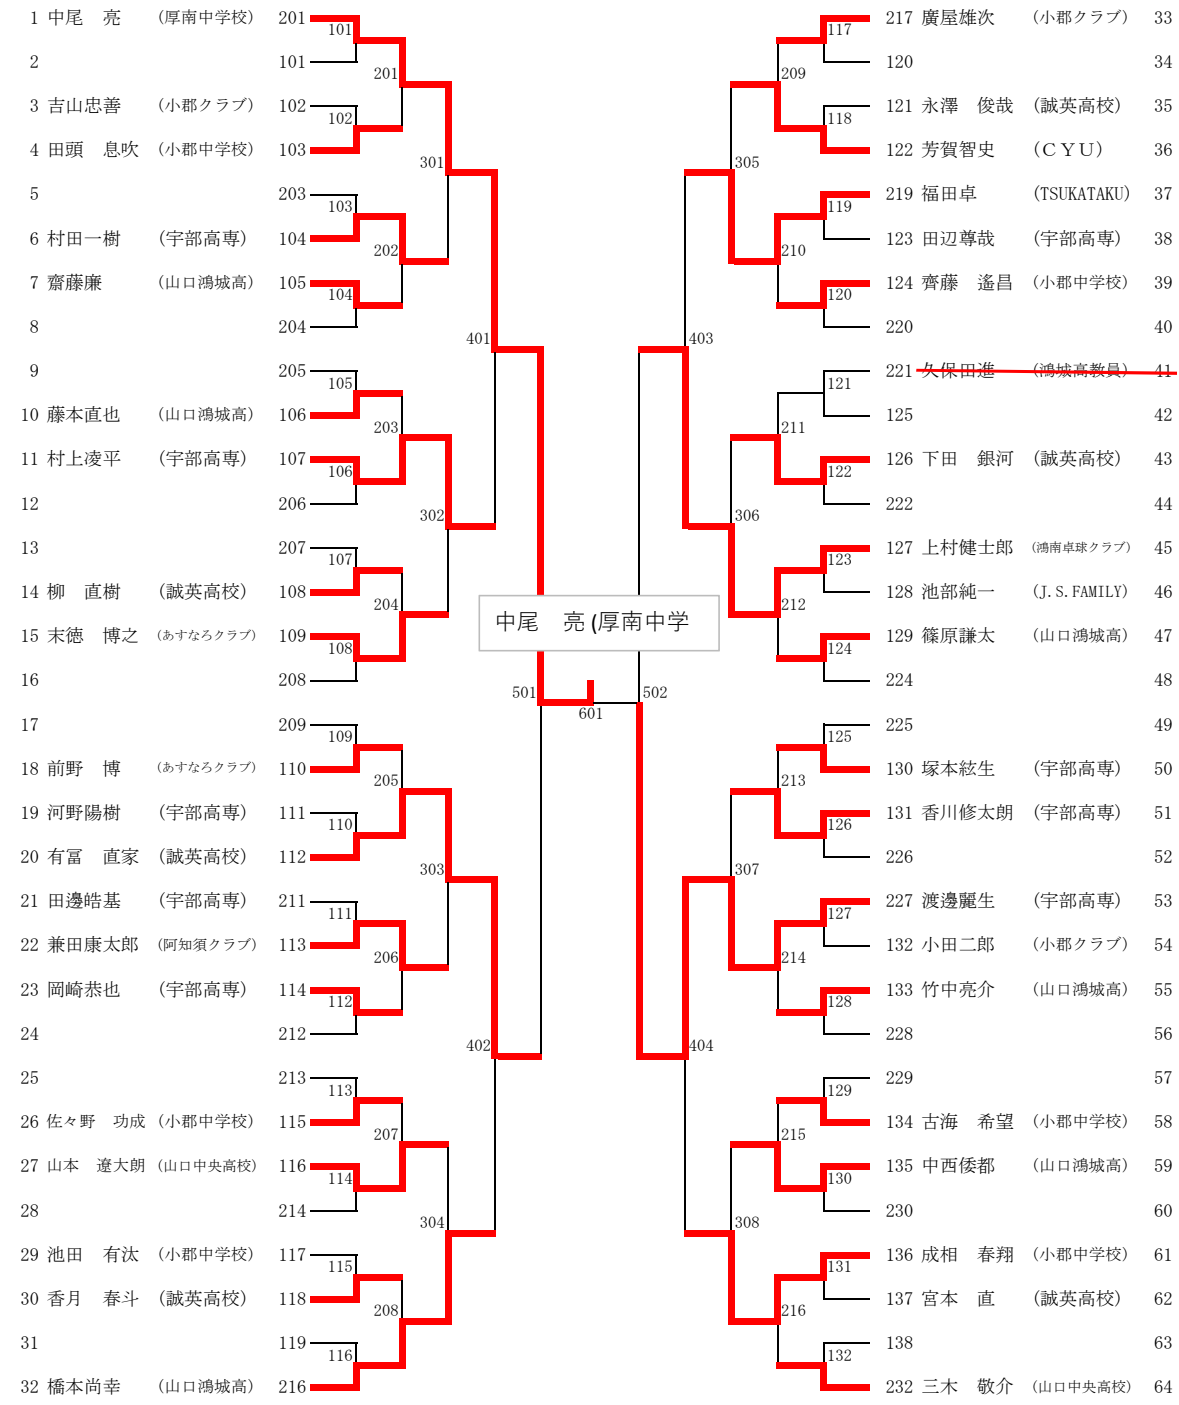 1 中尾　亮 (厚南中学校) 201
2 101
3 吉山忠善 (小郡クラブ) 102
4 田頭　息吹 (小郡中学校) 103
5 203
6 村田一樹 (宇部高専) 104
7 齋藤廉 (山口鴻城高) 105
8 204
9 205
10 藤本直也 (山口鴻城高) 106
11 村上凌平 (宇部高専) 107
12 206
13 207
14 柳　直樹 (誠英高校) 108
15 末徳　博之 (あすなろクラブ) 109
16 208
17 209
18 前野　博 (あすなろクラブ) 110
19 河野陽樹 (宇部高専) 111
20 有冨　直家 (誠英高校) 112
21 田邊皓基 (宇部高専) 211
22 兼田康太郎 (阿知須クラブ) 113
23 岡崎恭也 (宇部高専) 114
24 212
25 213
26 佐々野　功成 (小郡中学校) 115
27 山本　遼大朗 (山口中央高校) 116
28 214
29 池田　有汰 (小郡中学校) 117
30 香月　春斗 (誠英高校) 118
31 119
32 橋本尚幸 (山口鴻城高) 216
101
102
103
104
105
106
107
108
109
110
111
112
113
114
115
116
201
202
203
204
205
206
207
208
301
302
303
304
401
402
501
中尾　亮 (厚南中学
601
502
403
404
305
306
307
308
209
210
211
212
213
214
215
216
117
118
119
120
121
122
123
124
125
126
127
128
129
130
131
132
217 廣屋雄次 (小郡クラブ) 33
120 34
121 永澤　俊哉 (誠英高校) 35
122 芳賀智史 (ＣＹＵ) 36
219 福田卓 (TSUKATAKU) 37
123 田辺尊哉 (宇部高専) 38
124 齊藤　遙昌 (小郡中学校) 39
220 40
221 久保田進 (鴻城高教員) 41
125 42
126 下田　銀河 (誠英高校) 43
222 44
127 上村健士郎 (鴻南卓球クラブ) 45
128 池部純一 (J.S.FAMILY) 46
129 篠原謙太 (山口鴻城高) 47
224 48
225 49
130 塚本紘生 (宇部高専) 50
131 香川修太朗 (宇部高専) 51
226 52
227 渡邊麗生 (宇部高専) 53
132 小田二郎 (小郡クラブ) 54
133 竹中亮介 (山口鴻城高) 55
228 56
229 57
134 古海　希望 (小郡中学校) 58
135 中西倭都 (山口鴻城高) 59
230 60
136 成相　春翔 (小郡中学校) 61
137 宮本　直 (誠英高校) 62
138 63
232 三木　敬介 (山口中央高校) 64